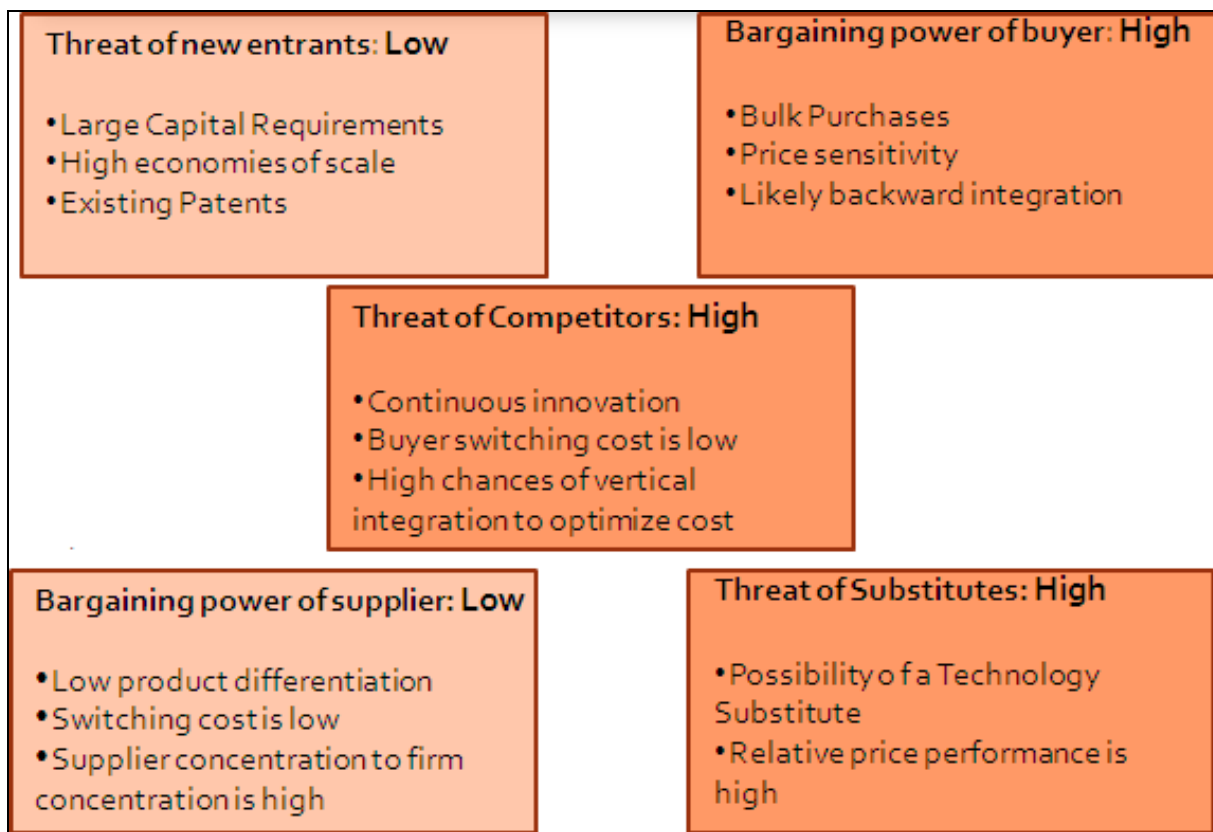 Threat of new entrants: Low
•Large Capital Requirements
•High economies of scale
•Existing Patents
Bargaining power of buyer: High
•Bulk Purchases
•Price sensitivity
•Likely backward integration
Threat of Competitors: High
•Continuous innovation
•Buyer switching cost is low
•High chances of vertical
integration to optimize cost
Bargaining power of supplier: Low
•Low product differentiation
•Switching cost is low
•Supplier concentration to firm
concentration is high
Threat of Substitutes: High
•Possibility of a Technology
Substitute
•Relative price performance is
high